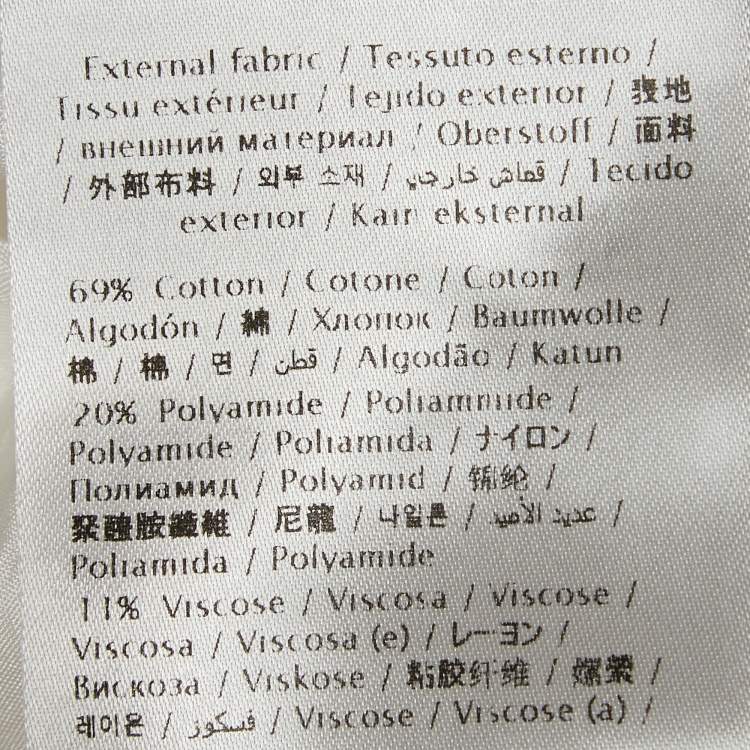 External fabric / Tessuto esterno /
Tissu extérieur / Tejido exterior / 表地
/ внешний материал / Oberstoff / 面料
/ 外部布料 / 외부 소재 / قماش خارجي / Tecido
exterior / Kain eksternal
69% Cotton / Cotone / Coton /
Algodón / 綿 / Хлопок / Baumwolle /
棉 / 棉 / 면 / قطن / Algodão / Katun
20% Polyamide / Poliammide /
Polyamide / Poliamida / ナイロン /
Полиамид / Polyamid / 锦纶 /
聚醯胺纖維 / 尼龍 / 나일론 / عديد الأميد /
Poliamida / Polyamide
11% Viscose / Viscosa / Viscose /
Viscosa / Viscosa (e) / レーヨン /
Вискоза / Viskose / 粘胶纤维 / 嫘縈 /
레이온 / فسكوز / Viscose / Viscose (a) /